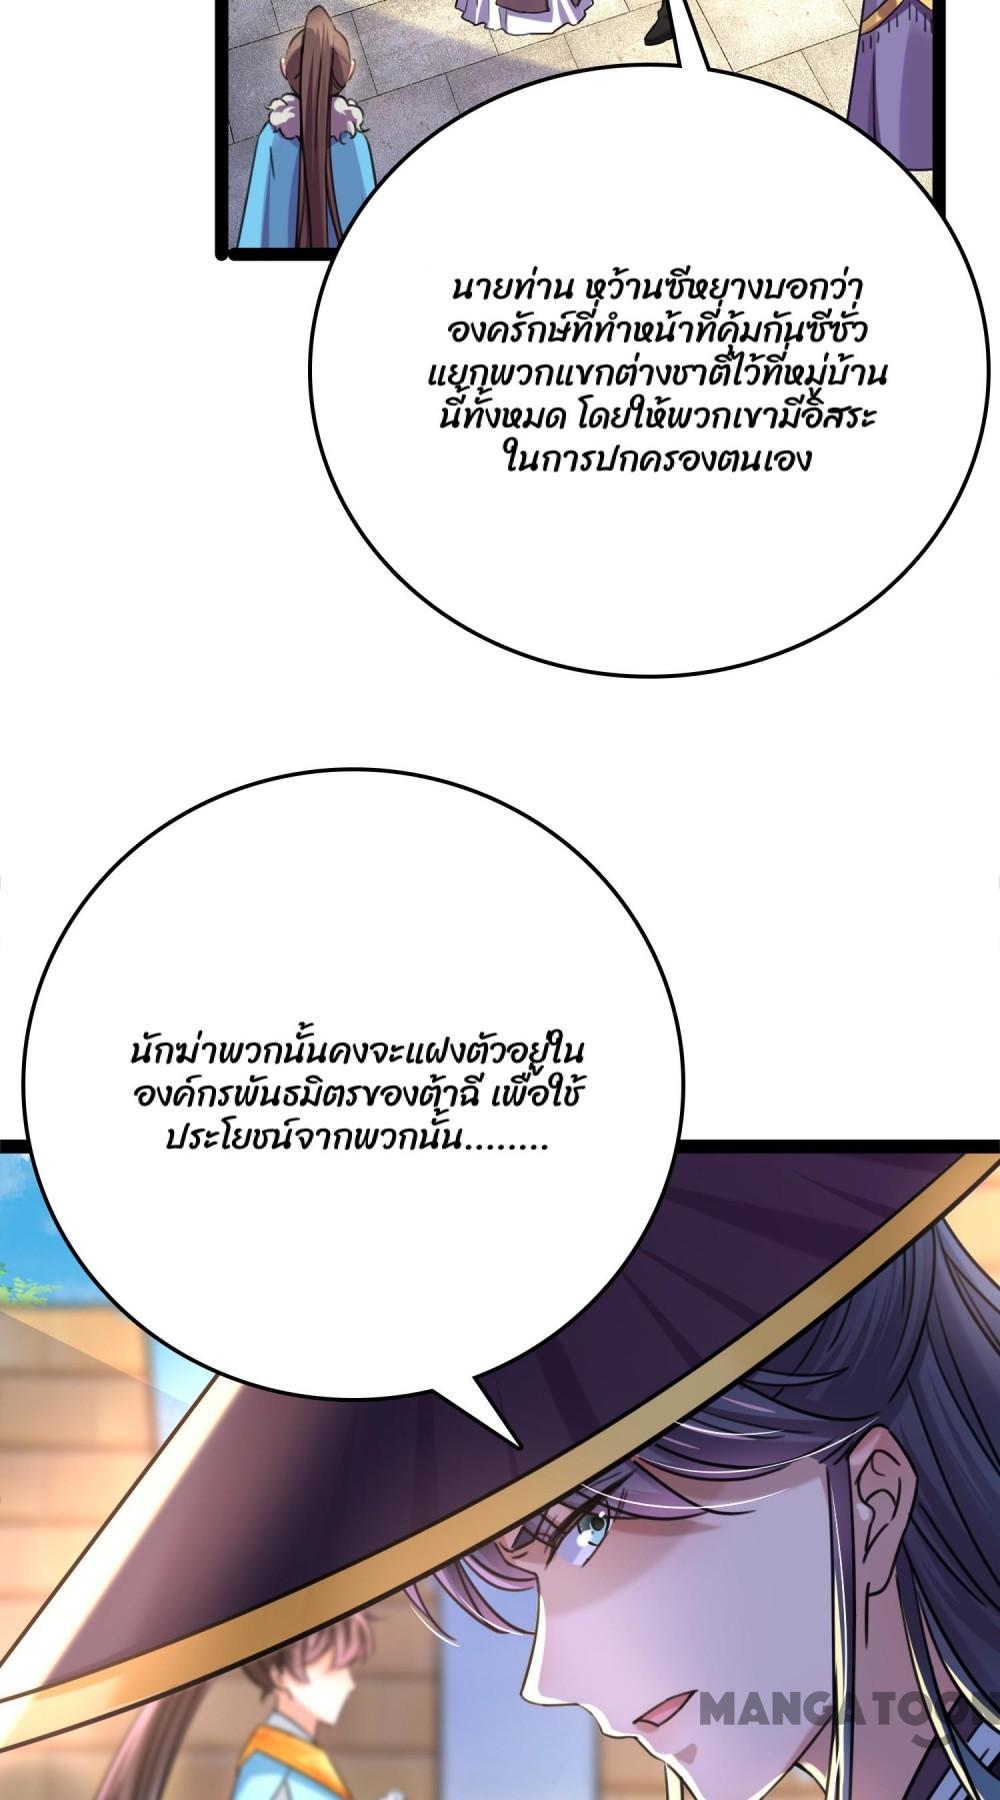 นายท่าน หว้านซีหยางบอกว่า
องครักษ์ที่ทำหน้าที่คุ้มกันซีซั่ว
แยกพวกแขกต่างชาติไว้ที่หมู่บ้าน
นี้ทั้งหมด โดยให้พวกเขามีอิสระ
ในการปกครองตนเอง
นักฆ่าพวกนั้นคงจะแฝงตัวอยู่ใน
องค์กรพันธมิตรของต้าฉี เพื่อใช้
ประโยชน์จากพวกนั้น........
MANGATOON